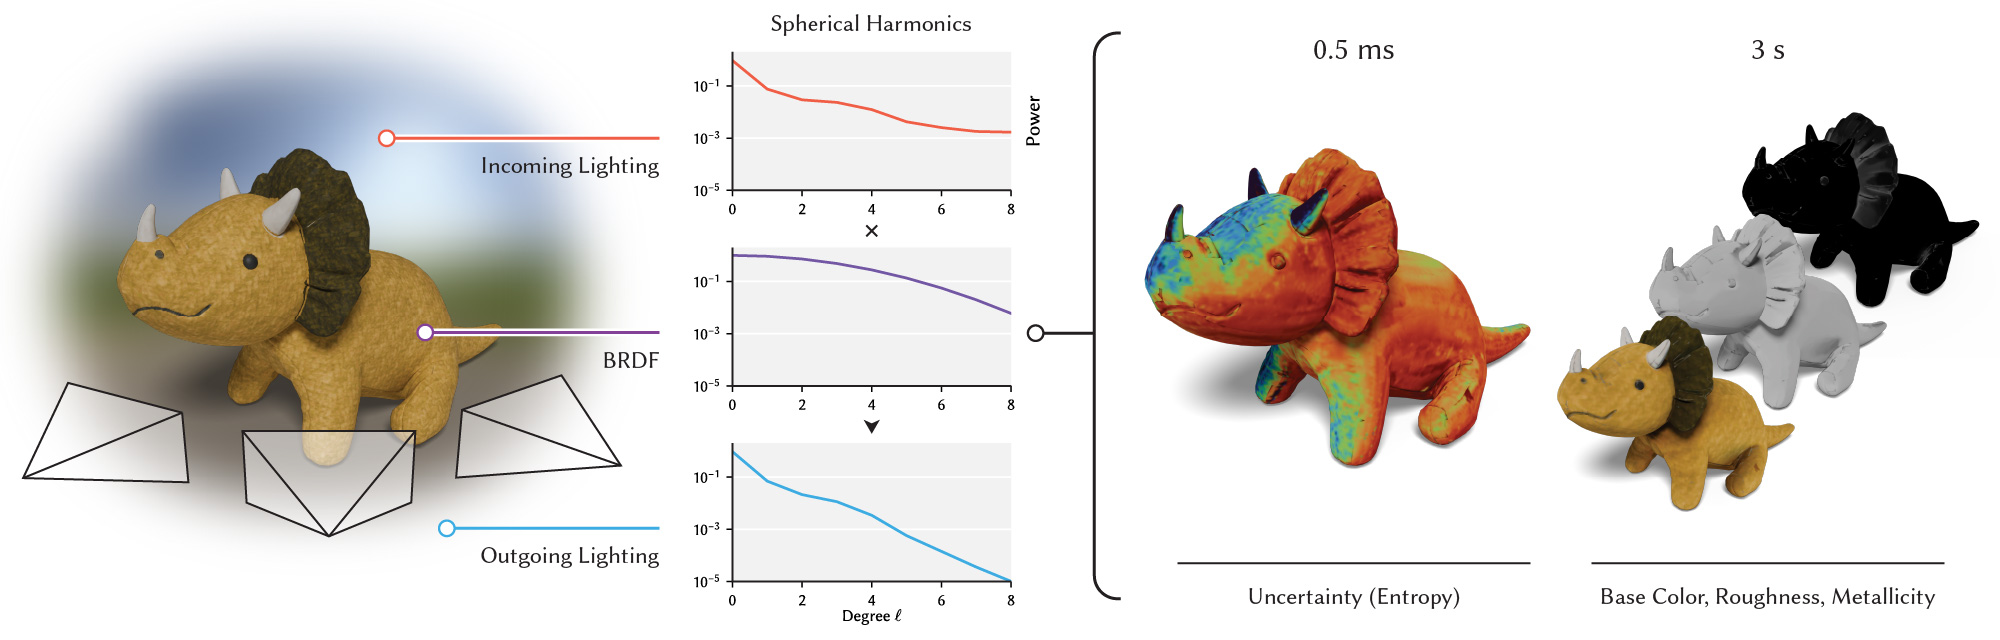 Spherical Harmonics
Incoming Lighting
BRDF
Outgoing Lighting
10⁻¹
10⁻³
10⁻⁵
0 2 4 6 8
Power
×
10⁻¹
10⁻³
10⁻⁵
0 2 4 6 8
10⁻¹
10⁻³
10⁻⁵
0 2 4 6 8
Degree ℓ
0.5 ms
Uncertainty (Entropy)
3 s
Base Color, Roughness, Metallicity